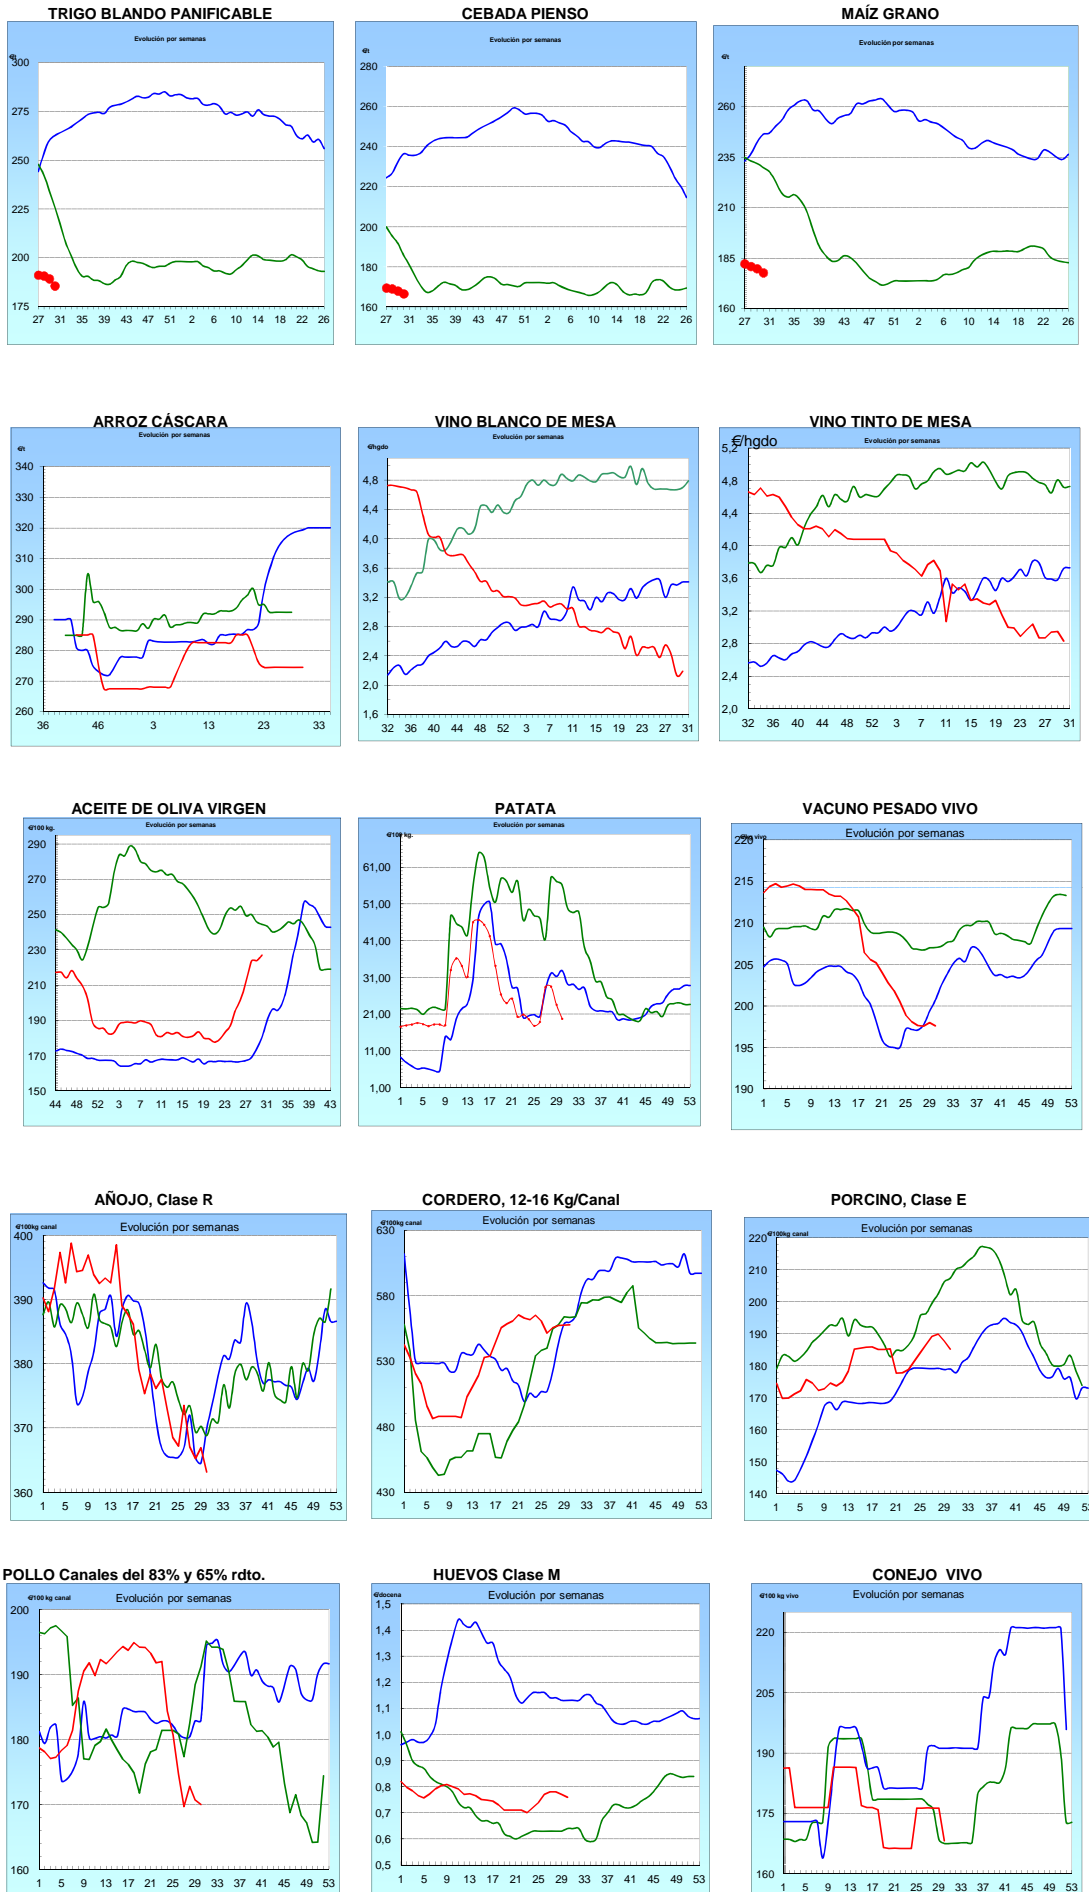 TRIGO BLANDO PANIFICABLE
Evolución por semanas
€/t
300
275
250
225
200
175
27 31 35 39 43 47 51 2 6 10 14 18 22 26
CEBADA PIENSO
Evolución por semanas
€/t
280
260
240
220
200
180
160
27 31 35 39 43 47 51 2 6 10 14 18 22 26
MAÍZ GRANO
Evolución por semanas
€/t
260
235
210
185
160
27 31 35 39 43 47 51 2 6 10 14 18 22 26
ARROZ CÁSCARA
Evolución por semanas
€/t
340
330
320
310
300
290
280
270
260
36 46 3 13 23 33
VINO BLANCO DE MESA
Evolución por semanas
€/hgdo
4,8
4,4
4,0
3,6
3,2
2,8
2,4
2,0
1,6
32 36 40 44 48 52 3 7 11 15 19 23 27 31
VINO TINTO DE MESA
€/hgdo
Evolución por semanas
5,2
4,8
4,4
4,0
3,6
3,2
2,8
2,4
2,0
32 36 40 44 48 52 3 7 11 15 19 23 27 31
ACEITE DE OLIVA VIRGEN
Evolución por semanas
€/100 kg.
290
270
250
230
210
190
170
150
44 48 52 3 7 11 15 19 23 27 31 35 39 43
PATATA
Evolución por semanas
€/100 kg.
61,00
51,00
41,00
31,00
21,00
11,00
1,00
1 5 9 13 17 21 25 29 33 37 41 45 49 53
VACUNO PESADO VIVO
Evolución por semanas
220
215
210
205
200
195
190
1 5 9 13 17 21 25 29 33 37 41 45 49 53
AÑOJO, Clase R
€/100kg canal
Evolución por semanas
400
390
380
370
360
1 5 9 13 17 21 25 29 33 37 41 45 49 53
CORDERO, 12-16 Kg/Canal
€/100kg canal
Evolución por semanas
630
580
530
480
430
1 5 9 13 17 21 25 29 33 37 41 45 49 53
PORCINO, Clase E
Evolución por semanas
€/100kg canal
220
210
200
190
180
170
160
150
140
1 5 9 13 17 21 25 29 33 37 41 45 49
POLLO Canales del 83% y 65% rdto.
€/100 kg canal
Evolución por semanas
200
190
180
170
160
1 5 9 13 17 21 25 29 33 37 41 45 49 53
HUEVOS Clase M
€/docena
Evolución por semanas
1,5
1,4
1,3
1,2
1,1
1,0
0,9
0,8
0,7
0,6
0,5
1 5 9 13 17 21 25 29 33 37 41 45 49 53
CONEJO VIVO
€/100 kg vivo
Evolución por semanas
220
205
190
175
160
1 5 9 13 17 21 25 29 33 37 41 45 49 53